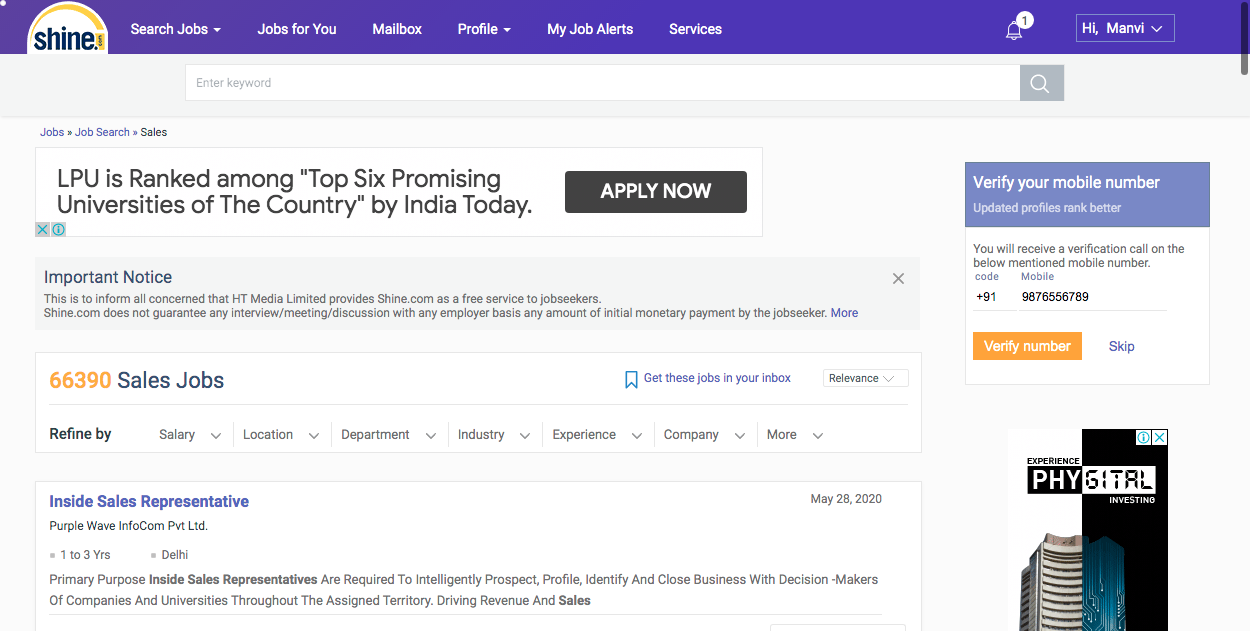 shine.com
Search Jobs
Jobs for You
Mailbox
Profile
My Job Alerts
Services
1
Hi, Manvi
Enter keyword
Jobs » Job Search » Sales
LPU is Ranked among "Top Six Promising
Universities of The Country" by India Today.
APPLY NOW
Important Notice
This is to inform all concerned that HT Media Limited provides Shine.com as a free service to jobseekers.
Shine.com does not guarantee any interview/meeting/discussion with any employer basis any amount of initial monetary payment by the jobseeker. More
66390 Sales Jobs
Get these jobs in your inbox
Relevance
Refine by
Salary
Location
Department
Industry
Experience
Company
More
Inside Sales Representative
May 28, 2020
Purple Wave InfoCom Pvt Ltd.
1 to 3 Yrs
Delhi
Primary Purpose Inside Sales Representatives Are Required To Intelligently Prospect, Profile, Identify And Close Business With Decision -Makers
Of Companies And Universities Throughout The Assigned Territory. Driving Revenue And Sales
Verify your mobile number
Updated profiles rank better
You will receive a verification call on the
below mentioned mobile number.
code Mobile
+91 9876556789
Verify number
Skip
EXPERIENCE
PHYGITAL
INVESTING